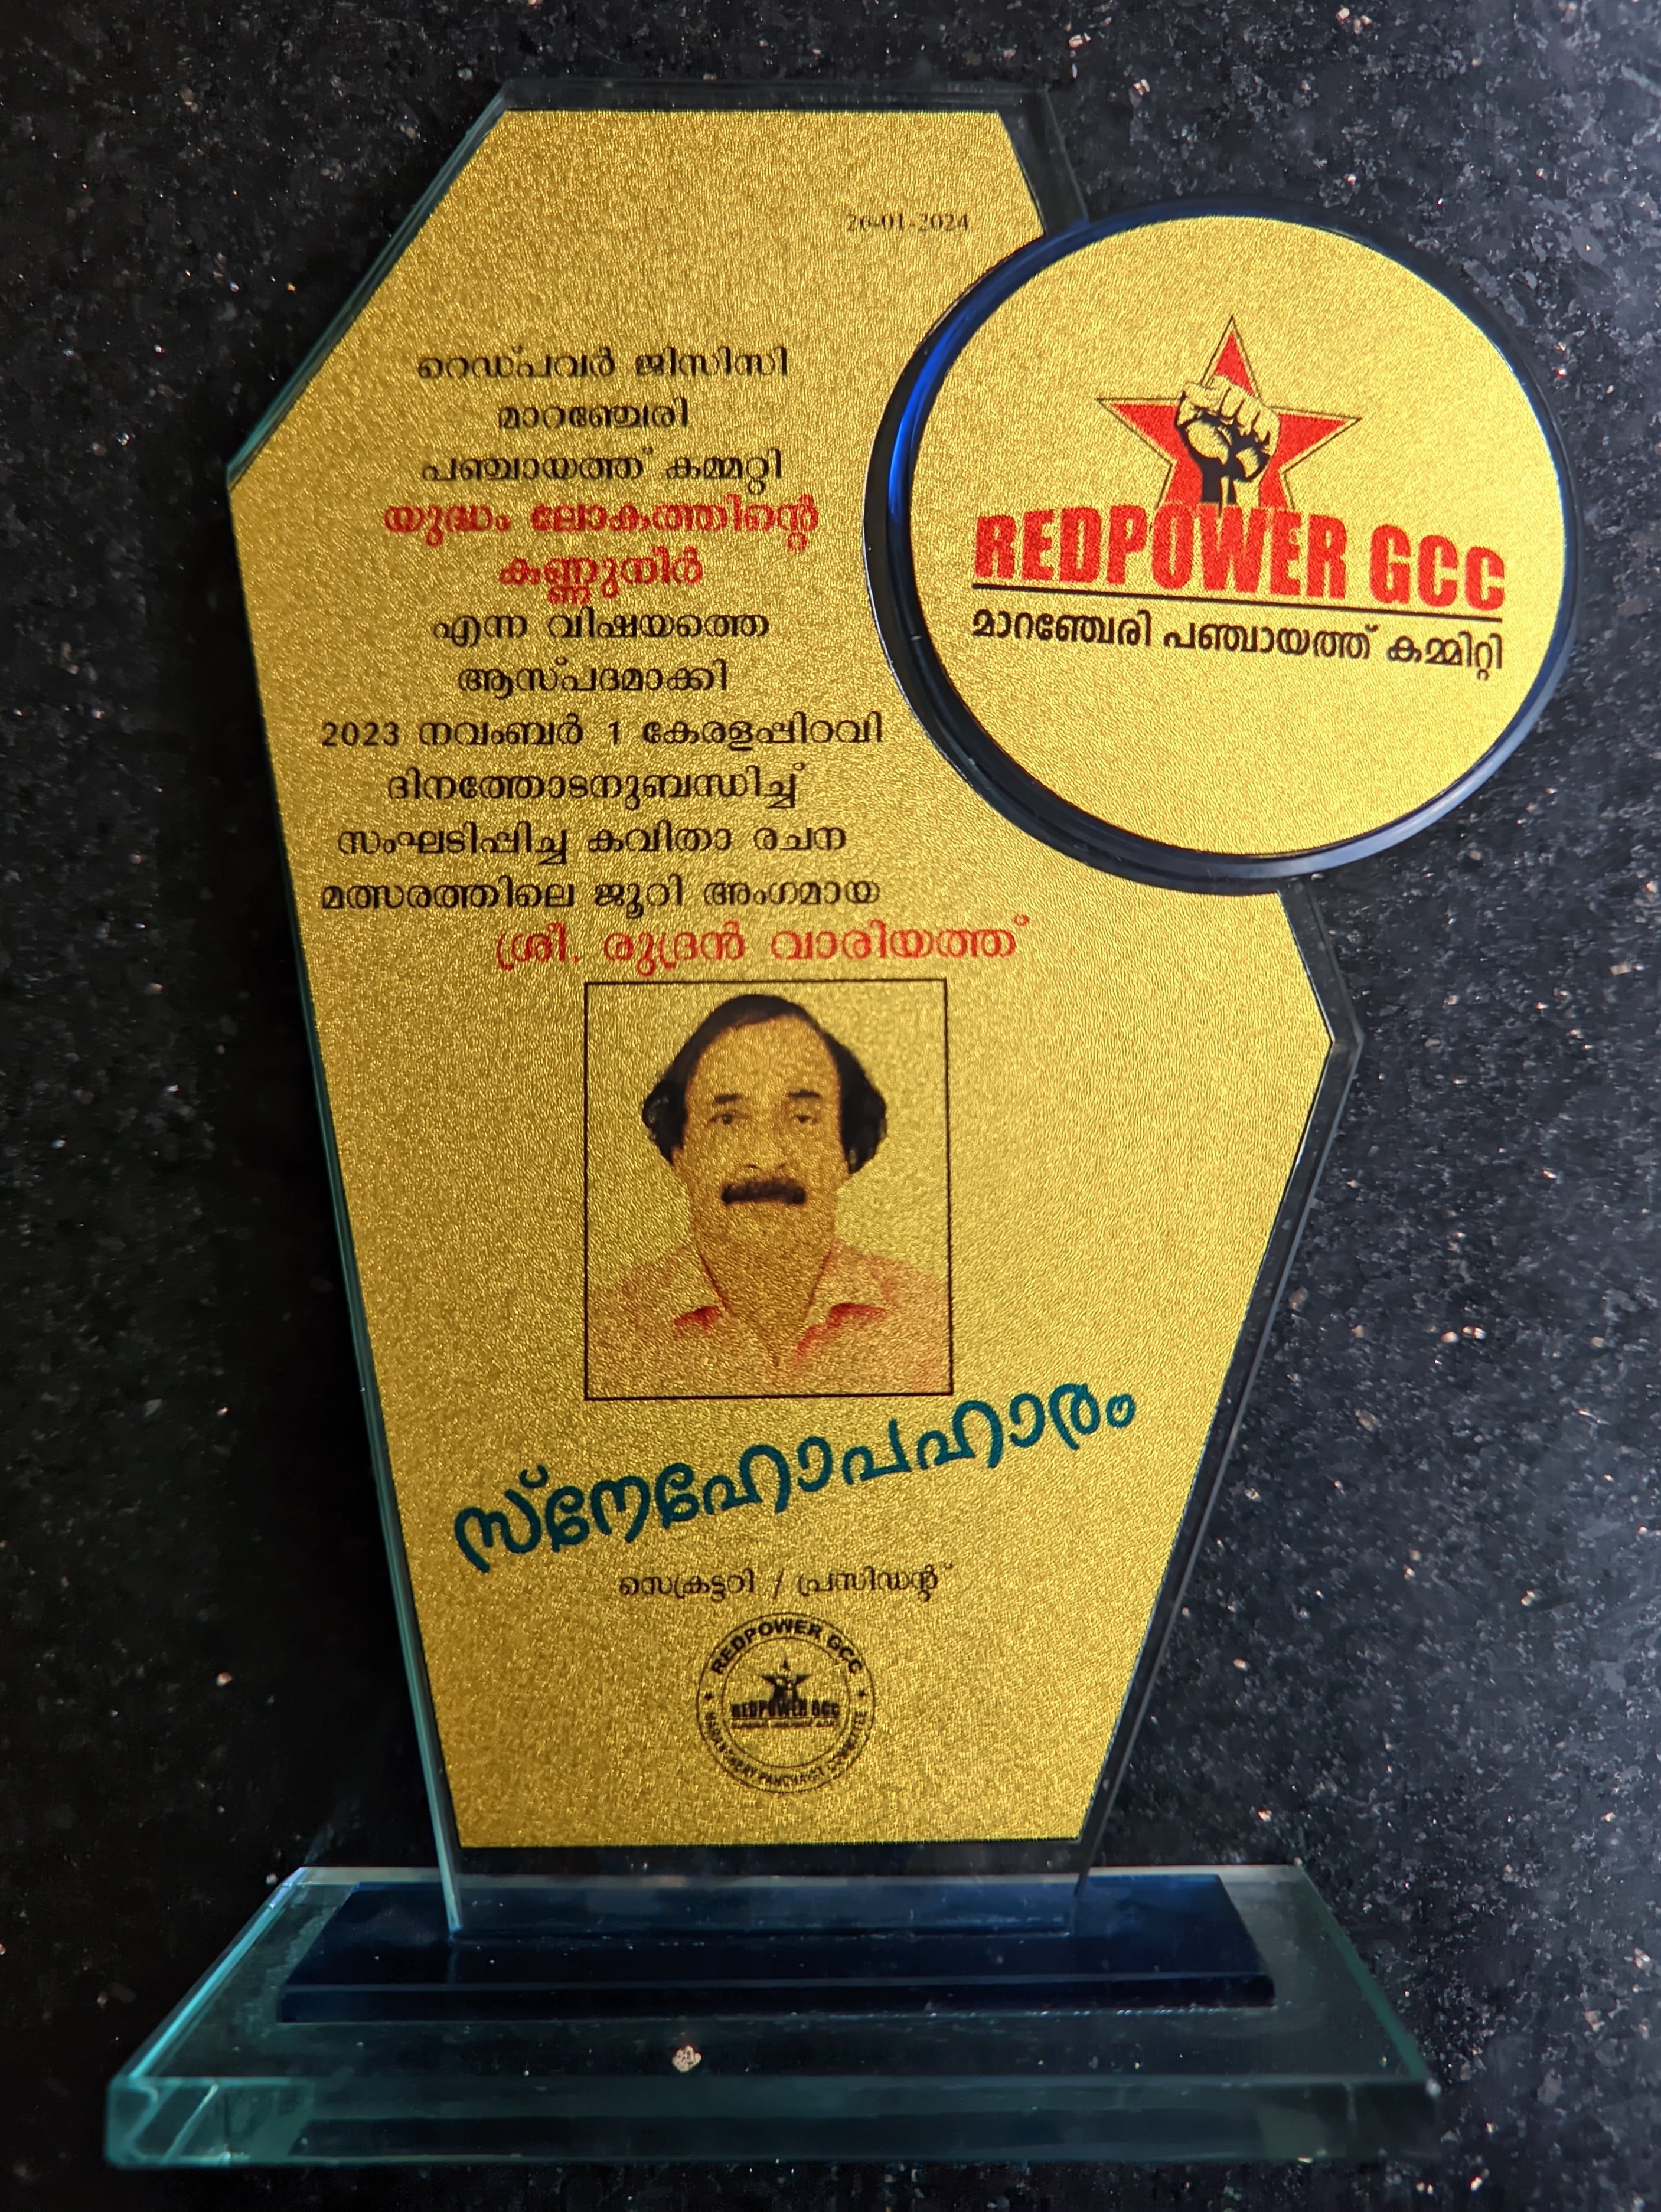 26-01-2024
റെഡ്പവർ ജിസിസി
മാറഞ്ചേരി
പഞ്ചായത്ത് കമ്മറ്റി
യുദ്ധം ലോകത്തിന്റെ
കണ്ണുനീർ
എന്ന വിഷയത്തെ
ആസ്പദമാക്കി
2023 നവംബർ 1 കേരളപ്പിറവി
ദിനത്തോടനുബന്ധിച്ച്
സംഘടിപ്പിച്ച കവിതാ രചന
മത്സരത്തിലെ ജൂറി അംഗമായ
ശ്രീ. രുദ്രൻ വാരിയത്ത്
സ്നേഹോപഹാരം
സെക്രട്ടറി / പ്രസിഡന്റ്
REDPOWER GCC
REDPOWER GCC
PANCHAYAT COMMITTEE
REDPOWER GCC
മാറഞ്ചേരി പഞ്ചായത്ത് കമ്മിറ്റി